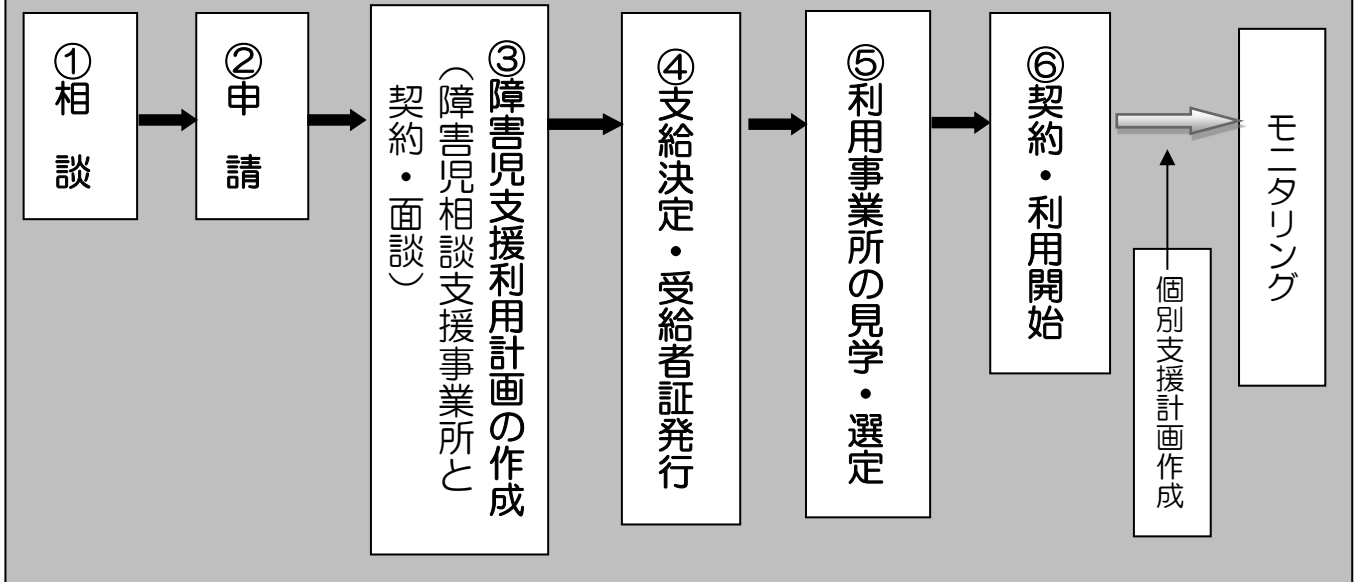 ①相　談
②申　請
③障害児支援利用計画の作成
（障害児相談支援事業所と
契約・面談）
④支給決定・受給者証発行
⑤利用事業所の見学・選定
⑥契約・利用開始
個別支援計画作成
モニタリング